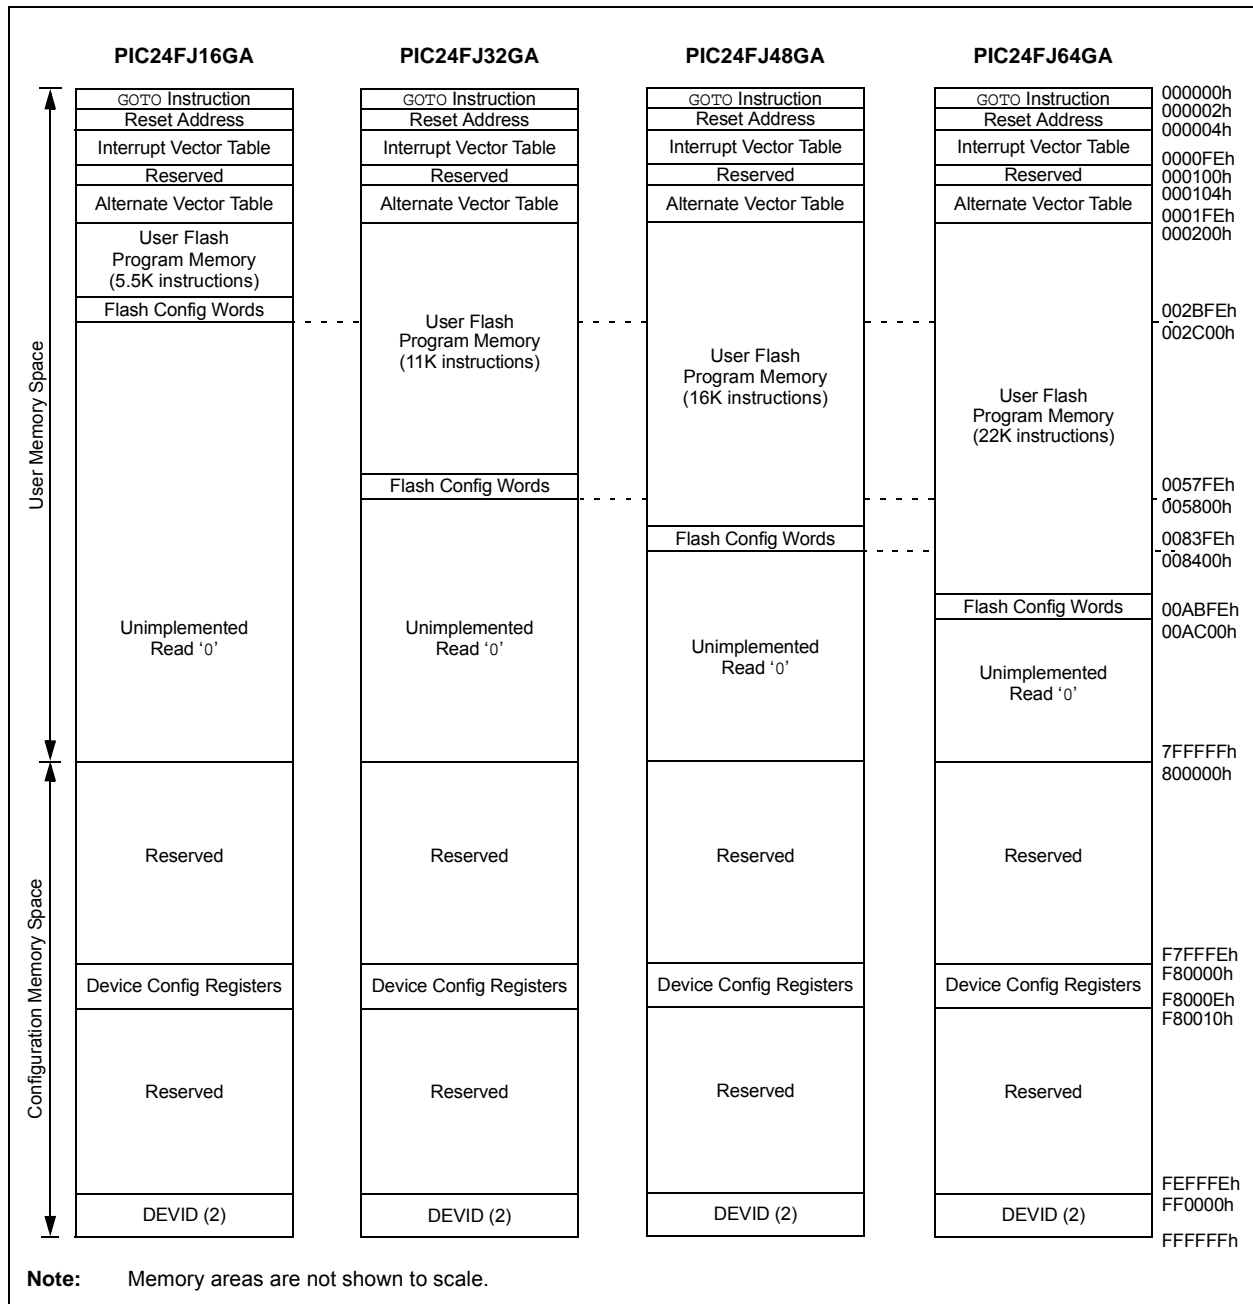 PIC24FJ16GA
PIC24FJ32GA
PIC24FJ48GA
PIC24FJ64GA
User Memory Space
Configuration Memory Space
GOTO Instruction
Reset Address
Interrupt Vector Table
Reserved
Alternate Vector Table
User Flash
Program Memory
(5.5K instructions)
Flash Config Words
Unimplemented
Read ‘0’
Reserved
Device Config Registers
Reserved
DEVID (2)
GOTO Instruction
Reset Address
Interrupt Vector Table
Reserved
Alternate Vector Table
User Flash
Program Memory
(11K instructions)
Flash Config Words
Unimplemented
Read ‘0’
Reserved
Device Config Registers
Reserved
DEVID (2)
GOTO Instruction
Reset Address
Interrupt Vector Table
Reserved
Alternate Vector Table
User Flash
Program Memory
(16K instructions)
Flash Config Words
Unimplemented
Read ‘0’
Reserved
Device Config Registers
Reserved
DEVID (2)
GOTO Instruction
Reset Address
Interrupt Vector Table
Reserved
Alternate Vector Table
User Flash
Program Memory
(22K instructions)
Flash Config Words
Unimplemented
Read ‘0’
Reserved
Device Config Registers
Reserved
DEVID (2)
000000h
000002h
000004h
0000FEh
000100h
000104h
0001FEh
000200h
002BFEh
002C00h
0057FEh
005800h
0083FEh
008400h
00ABFEh
00AC00h
7FFFFFh
800000h
F7FFFEh
F80000h
F8000Eh
F80010h
FEFFFEh
FF0000h
FFFFFFh
Note: Memory areas are not shown to scale.